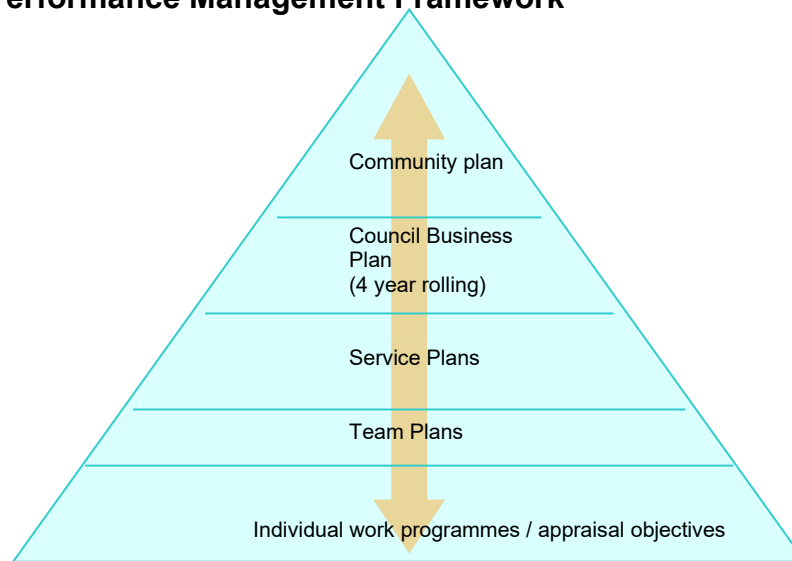 erformance Management Framework
Community plan
Council Business
Plan
(4 year rolling)
Service Plans
Team Plans
Individual work programmes / appraisal objectives